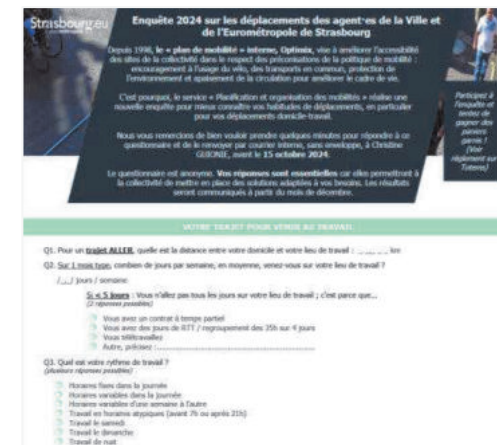 Strasbourg.eu
Enquête 2024 sur les déplacements des agent·es de la Ville et
de l'Eurométropole de Strasbourg
Depuis 1998, le « plan de mobilité » interne, Optimix, vise à améliorer l'accessibilité
des sites de la collectivité dans le respect des préconisations de la politique de mobilité :
encouragement à l'usage du vélo, des transports en commun, protection de
l'environnement et apaisement de la circulation pour améliorer le cadre de vie.
C'est pourquoi, le service « Planification et organisation des mobilités » réalise une
nouvelle enquête pour mieux connaître vos habitudes de déplacements, en particulier
pour vos déplacements domicile-travail.
Nous vous remercions de bien vouloir prendre quelques minutes pour répondre à ce
questionnaire et de le renvoyer par courrier interne, sans enveloppe, à Christine
GUIONIE, avant le 15 octobre 2024.
Le questionnaire est anonyme. Vos réponses sont essentielles car elles permettront à
la collectivité de mettre en place des solutions adaptées à vos besoins. Les résultats
seront communiqués à partir du mois de décembre.
Participez à
l'enquête et
tentez de
gagner des
paniers
garnis !
(Voir
règlement sur
Totems)
VOTRE TRAJET POUR VENIR AU TRAVAIL
Q1. Pour un trajet ALLER, quelle est la distance entre votre domicile et votre lieu de travail : _ _ , _ km
Q2. Sur 1 mois type, combien de jours par semaine, en moyenne, venez-vous sur votre lieu de travail ?
/_,_/ jours / semaine.
Si < 5 jours : Vous n'allez pas tous les jours sur votre lieu de travail ; c'est parce que...
(2 réponses possibles)
Vous avez un contrat à temps partiel
Vous avez des jours de RTT / regroupement des 35h sur 4 jours
Vous télétravaillez
Autre, précisez :
Q3. Quel est votre rythme de travail ?
(plusieurs réponses possibles)
Horaires fixes dans la journée
Horaires variables dans la journée
Horaires variables d'une semaine à l'autre
Travail en horaires atypiques (avant 7h ou après 21h)
Travail le samedi
Travail le dimanche
Travail de nuit